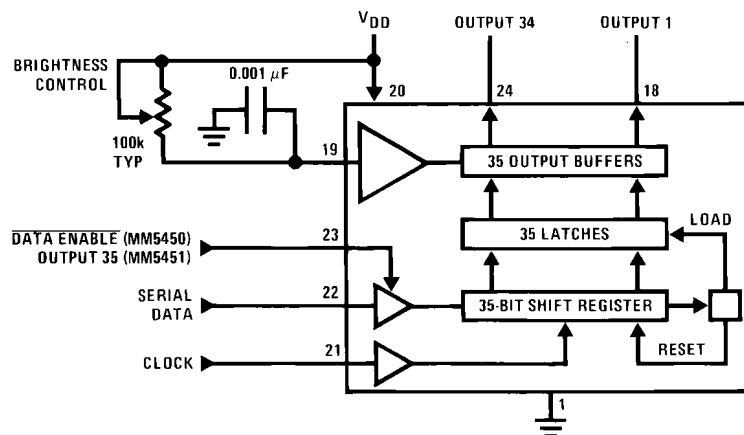 VDD
OUTPUT 34
OUTPUT 1
BRIGHTNESS
CONTROL
0.001 μF
20
24
18
100k
TYP
19
35 OUTPUT BUFFERS
LOAD
DATA ENABLE (MM5450)
OUTPUT 35 (MM5451)
23
35 LATCHES
SERIAL
DATA
22
35-BIT SHIFT REGISTER
CLOCK
21
RESET
1